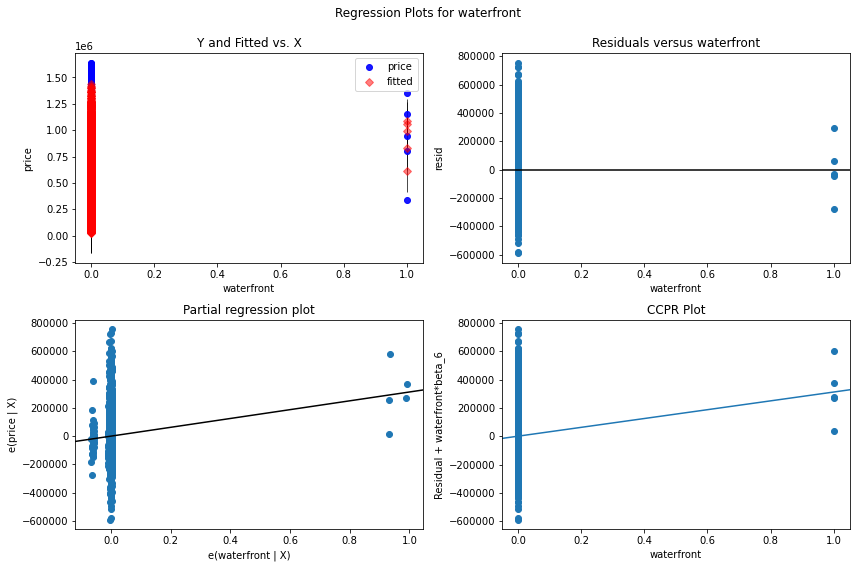 Regression Plots for waterfront
Y and Fitted vs. X
1e6
price
fitted
1.50
1.25
1.00
0.75
0.50
0.25
0.00
−0.25
price
0.0 0.2 0.4 0.6 0.8 1.0
waterfront
Residuals versus waterfront
800000
600000
400000
200000
0
−200000
−400000
−600000
resid
0.0 0.2 0.4 0.6 0.8 1.0
waterfront
Partial regression plot
800000
600000
400000
200000
0
−200000
−400000
−600000
e(price | X)
0.0 0.2 0.4 0.6 0.8 1.0
e(waterfront | X)
CCPR Plot
800000
600000
400000
200000
0
−200000
−400000
−600000
Residual + waterfront*beta_6
0.0 0.2 0.4 0.6 0.8 1.0
waterfront